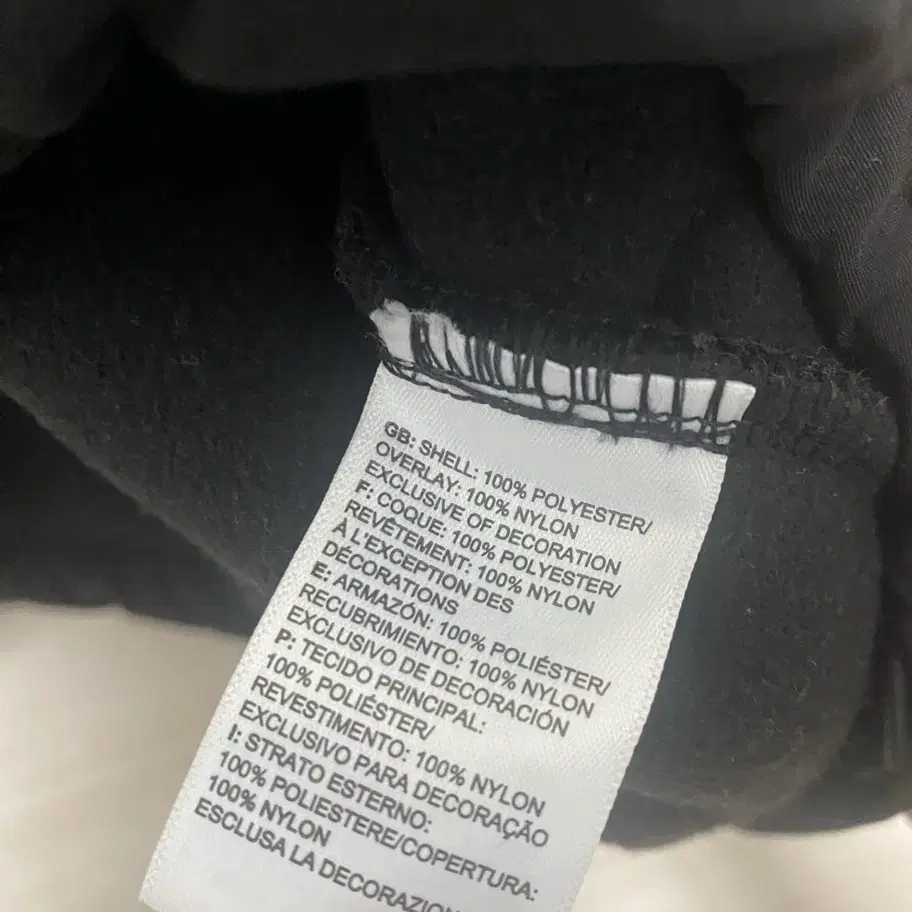 GB: SHELL: 100% POLYESTER/
OVERLAY: 100% NYLON
EXCLUSIVE OF DECORATION
F: COQUE: 100% POLYESTER/
REVÊTEMENT: 100% NYLON
À L'EXCEPTION DES
DÉCORATIONS
E: ARMAZÓN: 100% POLIÉSTER/
RECUBRIMIENTO: 100% NYLON
EXCLUSIVO DE DECORACIÓN
P: TECIDO PRINCIPAL:
100% POLIÉSTER/
REVESTIMENTO: 100% NYLON
EXCLUSIVO PARA DECORAÇÃO
I: STRATO ESTERNO:
100% POLIESTERE/COPERTURA:
100% NYLON
ESCLUSA LA